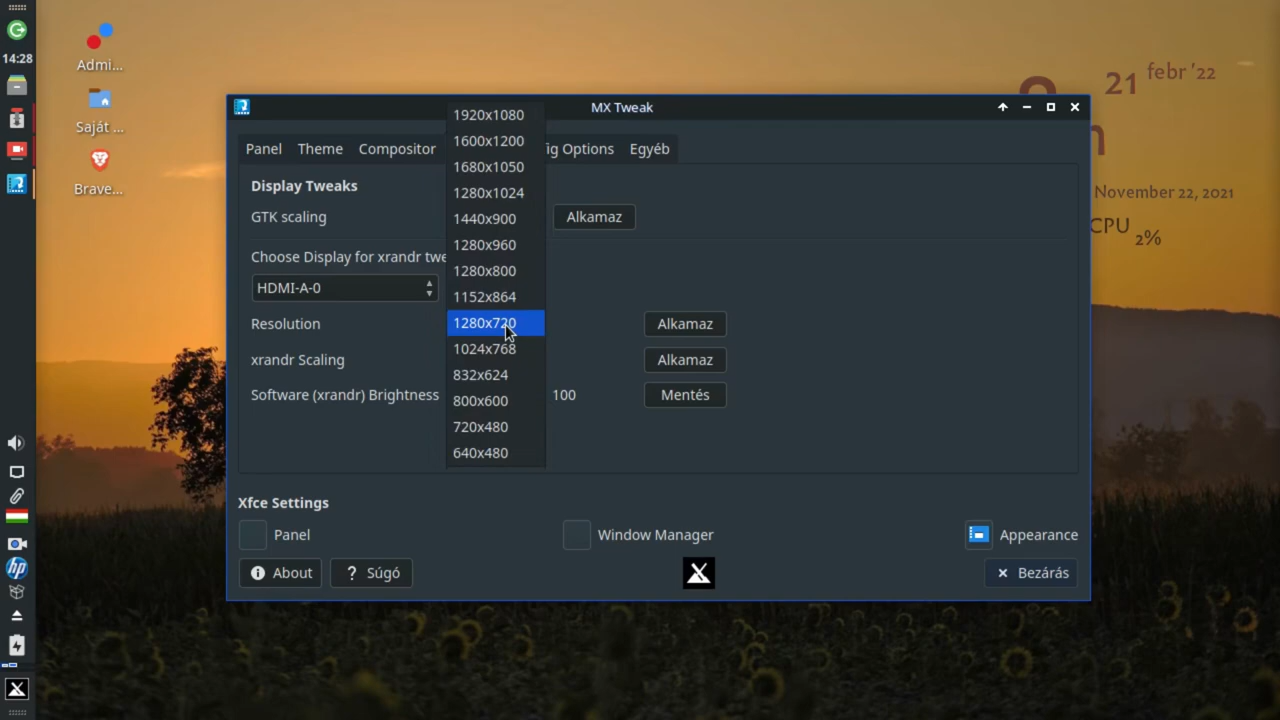 14:28
Admi...
Saját ...
Brave...
21 febr '22
November 22, 2021
CPU
2%
MX Tweak
Panel Theme Compositor
ig Options Egyéb
Display Tweaks
GTK scaling
Alkamaz
Choose Display for xrandr twe
HDMI-A-0
Resolution
Alkamaz
xrandr Scaling
Alkamaz
Software (xrandr) Brightness
100
Mentés
1920x1080
1600x1200
1680x1050
1280x1024
1440x900
1280x960
1280x800
1152x864
1280x720
1024x768
832x624
800x600
720x480
640x480
Xfce Settings
Panel
Window Manager
Appearance
About
? Súgó
Bezárás
hp